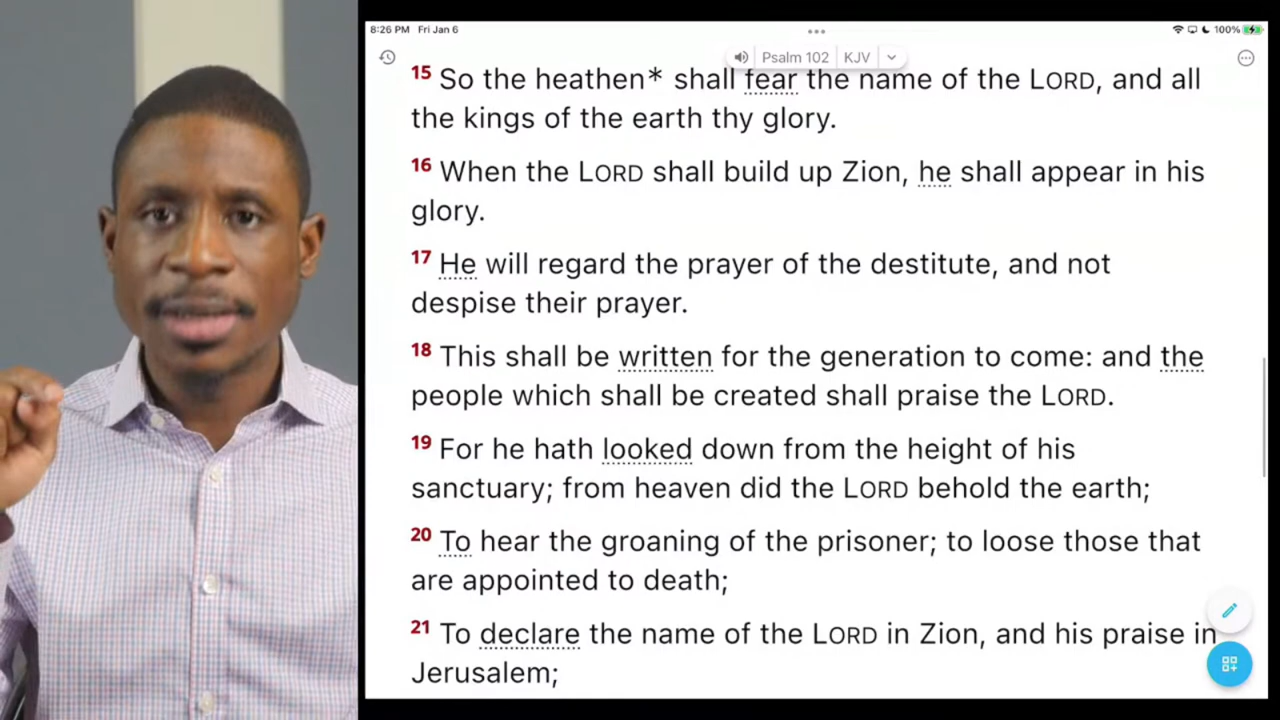 8:26 PM Fri Jan 6
100%
Psalm 102 KJV
15 So the heathen* shall fear the name of the LORD, and all
the kings of the earth thy glory.
16 When the LORD shall build up Zion, he shall appear in his
glory.
17 He will regard the prayer of the destitute, and not
despise their prayer.
18 This shall be written for the generation to come: and the
people which shall be created shall praise the LORD.
19 For he hath looked down from the height of his
sanctuary; from heaven did the LORD behold the earth;
20 To hear the groaning of the prisoner; to loose those that
are appointed to death;
21 To declare the name of the LORD in Zion, and his praise in
Jerusalem;